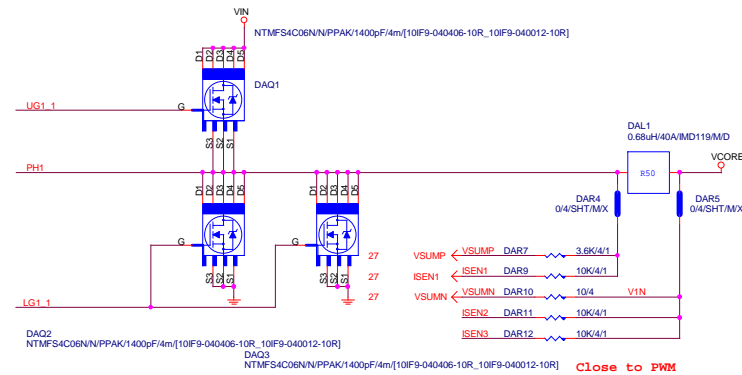 VIN
NTMFS4C06N/N/PPAK/1400pF/4m/[10IF9-040406-10R_10IF9-040012-10R]
D1 D2 D3 D4 D5
DAQ1
UG1_1
G
S3 S2 S1
DAL1
0.68uH/40A/IMD119/M/D
VCORE
PH1
R50
D1 D2 D3 D4 D5
D1 D2 D3 D4 D5
DAR4
0/4/SHT/M/X
DAR5
0/4/SHT/M/X
G
G
S3 S2 S1
S3 S2 S1
27 VSUMP VSUMP DAR7 3.6K/4/1
27 ISEN1 ISEN1 DAR9 10K/4/1
27 VSUMN VSUMN DAR10 10/4 V1N
LG1_1
ISEN2 DAR11 10K/4/1
ISEN3 DAR12 10K/4/1
DAQ2
NTMFS4C06N/N/PPAK/1400pF/4m/[10IF9-040406-10R_10IF9-040012-10R]
DAQ3
NTMFS4C06N/N/PPAK/1400pF/4m/[10IF9-040406-10R_10IF9-040012-10R]
Close to PWM